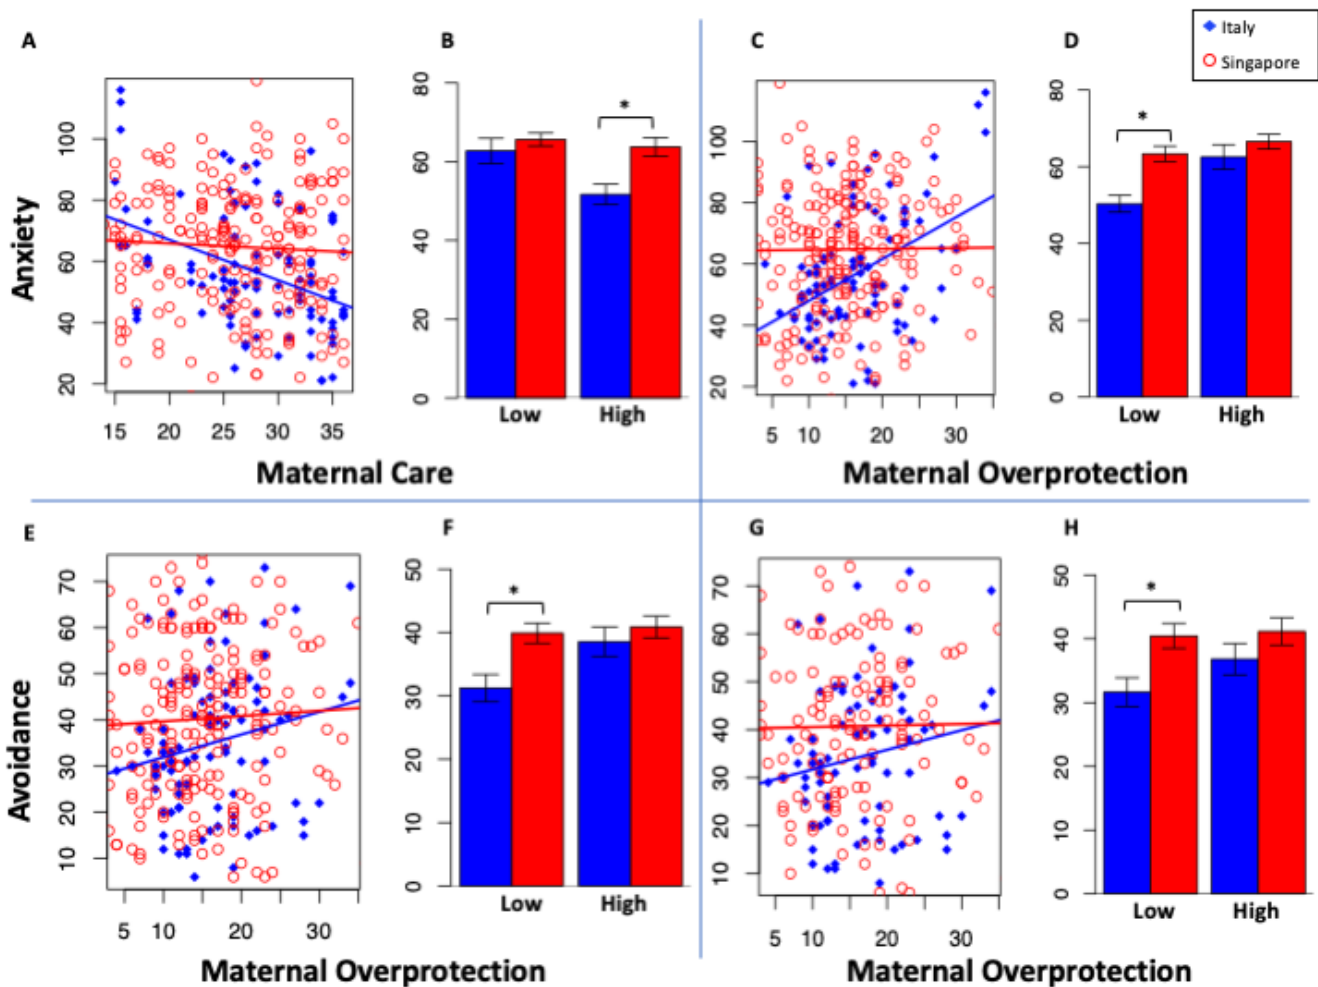 A
B
C
D
Italy
Singapore
Anxiety
20 40 60 80 100
15 20 25 30 35
0 20 40 60 80
*
Low High
Maternal Care
20 40 60 80 100
5 10 20 30
0 20 40 60 80
*
Low High
Maternal Overprotection
E
F
G
H
Avoidance
10 20 30 40 50 60 70
5 10 20 30
0 10 20 30 40 50
*
Low High
Maternal Overprotection
10 20 30 40 50 60 70
5 10 20 30
0 10 20 30 40 50
*
Low High
Maternal Overprotection